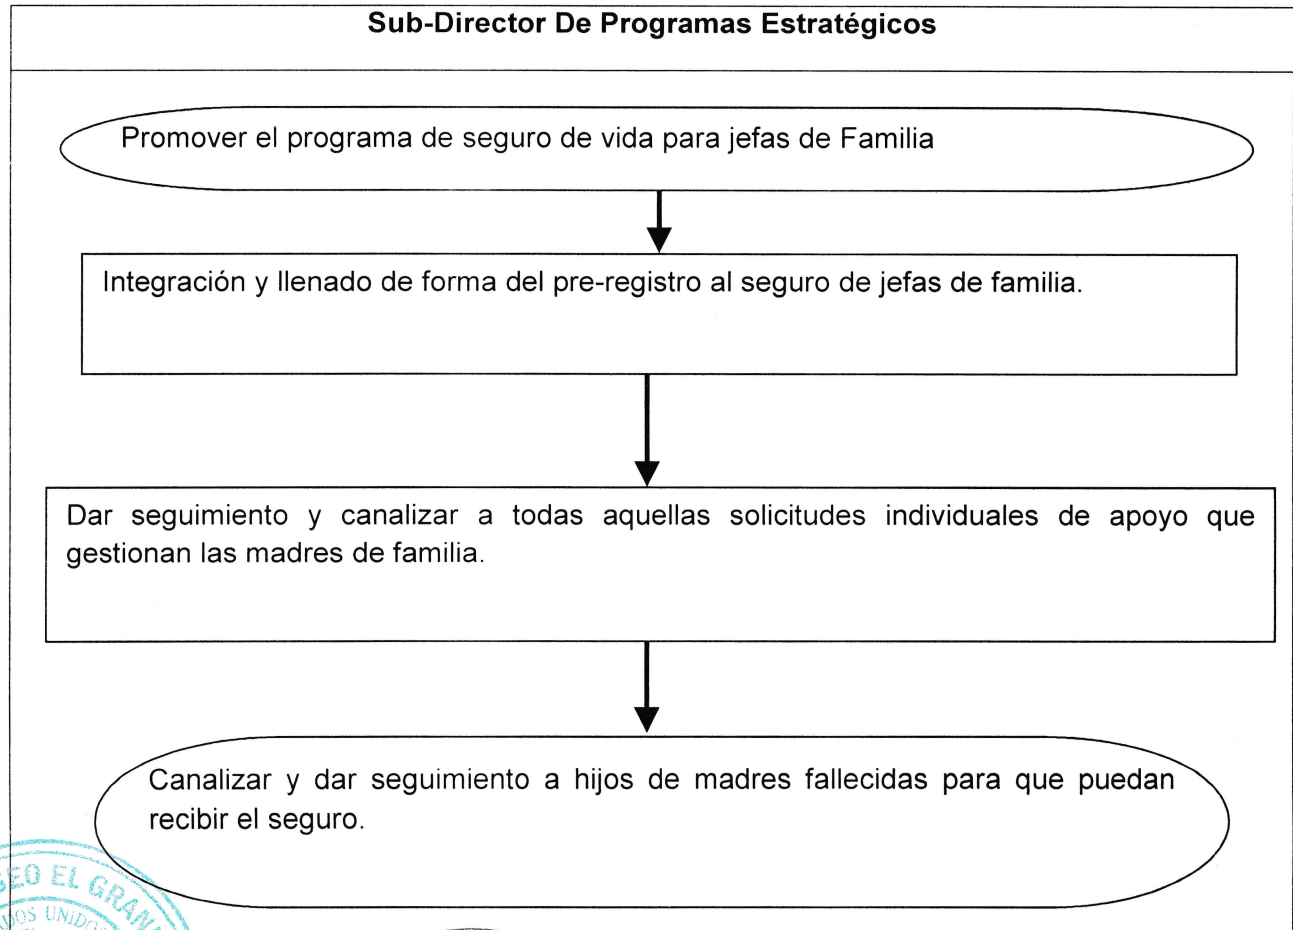 Sub-Director De Programas Estratégicos
Promover el programa de seguro de vida para jefas de Familia
Integración y llenado de forma del pre-registro al seguro de jefas de familia.
Dar seguimiento y canalizar a todas aquellas solicitudes individuales de apoyo que
gestionan las madres de familia.
Canalizar y dar seguimiento a hijos de madres fallecidas para que puedan
recibir el seguro.
EL